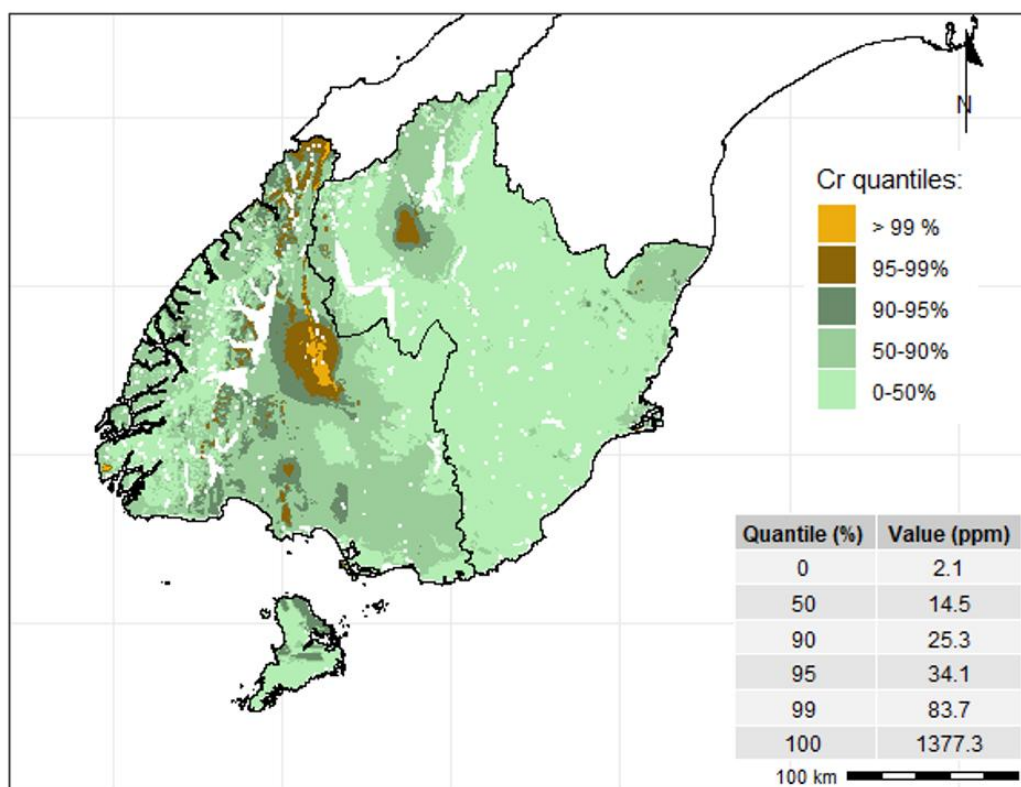 N
Cr quantiles:
> 99 %
95-99%
90-95%
50-90%
0-50%
Quantile (%) Value (ppm)
0 2.1
50 14.5
90 25.3
95 34.1
99 83.7
100 1377.3
100 km